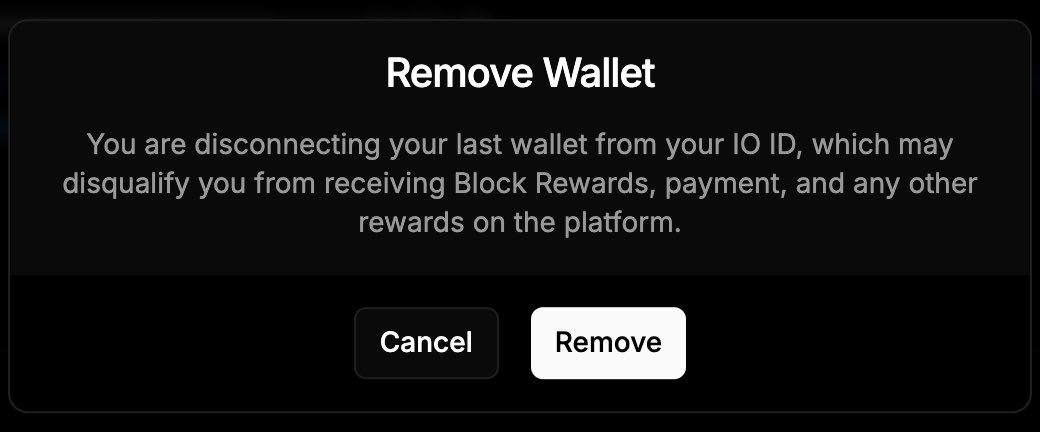 Remove Wallet
You are disconnecting your last wallet from your IO ID, which may
disqualify you from receiving Block Rewards, payment, and any other
rewards on the platform.
Cancel
Remove